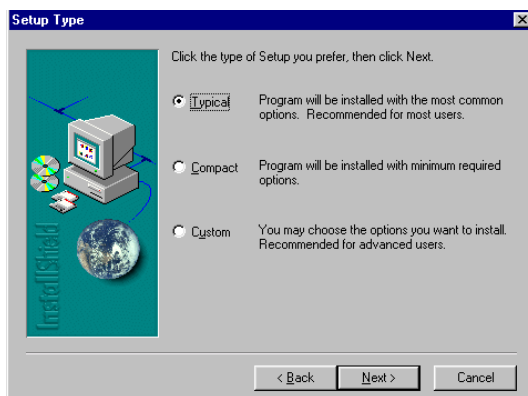 Setup Type
Click the type of Setup you prefer, then click Next.
Typical
Program will be installed with the most common
options. Recommended for most users.
Compact
Program will be installed with minimum required
options.
Custom
You may choose the options you want to install.
Recommended for advanced users.
InstallShield
< Back
Next >
Cancel